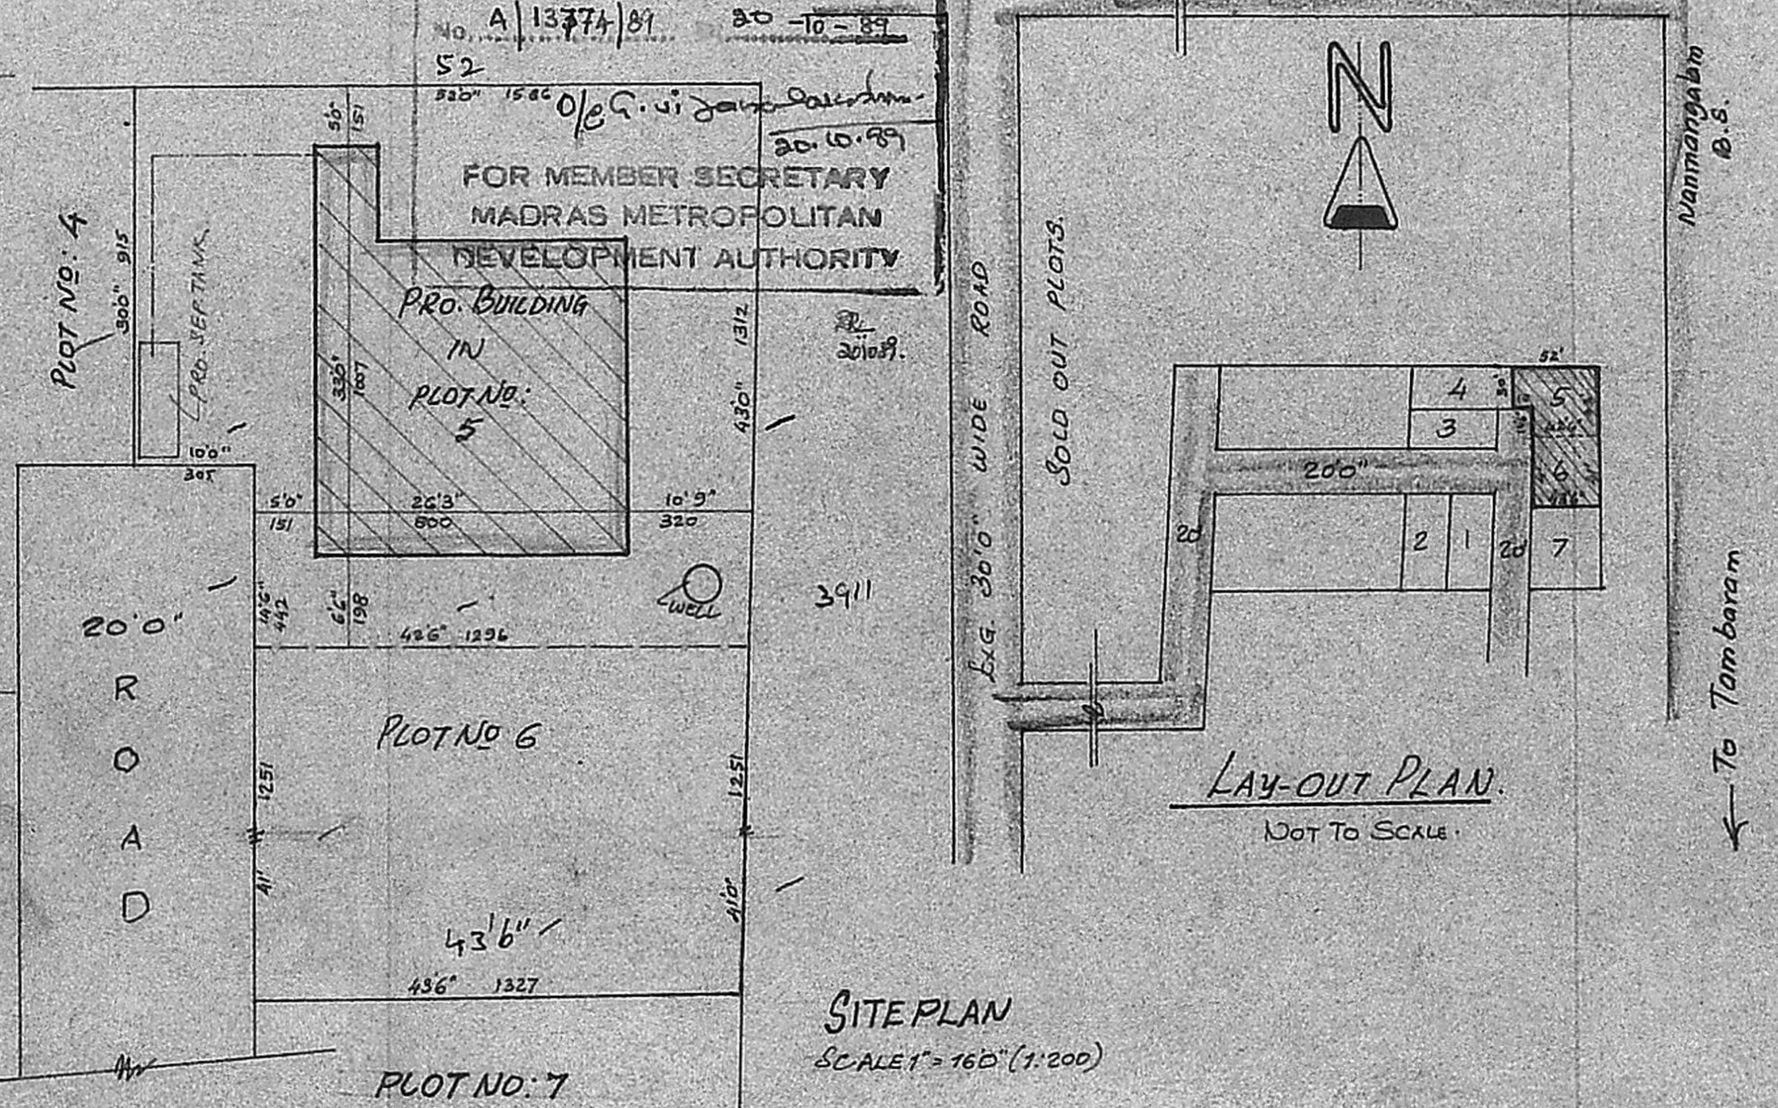 No. A/13774/89 20-10-89
52
52'0" 1586
20.10.89
FOR MEMBER SECRETARY
MADRAS METROPOLITAN
DEVELOPMENT AUTHORITY
5'0"
151
PLOT NO: 4
30'0" 915
PRO. SEP. TANK.
PRO. BUILDING
IN
PLOT NO:
5
33'0"
1007
1312
43'0"
10'0"
305
5'0"
151
26'3"
800
10'9"
320
14'6"
442
6'6"
198
WELL
42'6" 1296
3911
20'0"
R
O
A
D
PLOT NO 6
1251
41'
1251
41'0"
43'6"
43'6" 1327
PLOT NO: 7
SITE PLAN
SCALE 1" = 16'0" (1:200)
EXG. 30'0" WIDE ROAD
SOLD OUT PLOTS.
N
Nanmangalam
B.S.
52'
4
30'
5
3
20'0"
6
20'
2
1
20'
7
LAY-OUT PLAN.
NOT TO SCALE.
To Tambaram